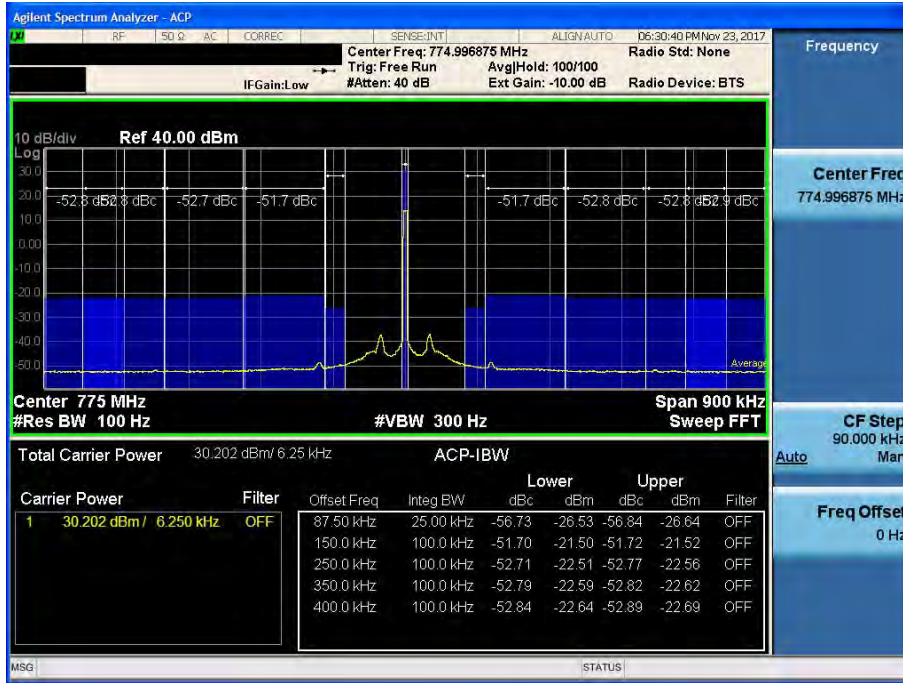 Agilent Spectrum Analyzer - ACP
LXI RF 50 Ω AC CORREC SENSE:INT ALIGN AUTO 06:30:40 PM Nov 23, 2017
Center Freq: 774.996875 MHz Radio Std: None
Trig: Free Run Avg|Hold: 100/100
IFGain:Low #Atten: 40 dB Ext Gain: -10.00 dB Radio Device: BTS
10 dB/div Ref 40.00 dBm
Log
30.0
20.0
-52.8 dBc -52.7 dBc -51.7 dBc -51.7 dBc -52.8 dBc -52.8 -52.9 dBc
10.0
0.00
-10.0
-20.0
-30.0
-40.0
-50.0
Average
Center 775 MHz Span 900 kHz
#Res BW 100 Hz #VBW 300 Hz Sweep FFT
Total Carrier Power 30.202 dBm/ 6.25 kHz ACP-IBW
Lower Upper
Carrier Power Filter Offset Freq Integ BW dBc dBm dBc dBm Filter
1 30.202 dBm / 6.250 kHz OFF 87.50 kHz 25.00 kHz -56.73 -26.53 -56.84 -26.64 OFF
150.0 kHz 100.0 kHz -51.70 -21.50 -51.72 -21.52 OFF
250.0 kHz 100.0 kHz -52.71 -22.51 -52.77 -22.56 OFF
350.0 kHz 100.0 kHz -52.79 -22.59 -52.82 -22.62 OFF
400.0 kHz 100.0 kHz -52.84 -22.64 -52.89 -22.69 OFF
MSG STATUS
Frequency
Center Freq
774.996875 MHz
CF Step
90.000 kHz
Auto Man
Freq Offset
0 Hz